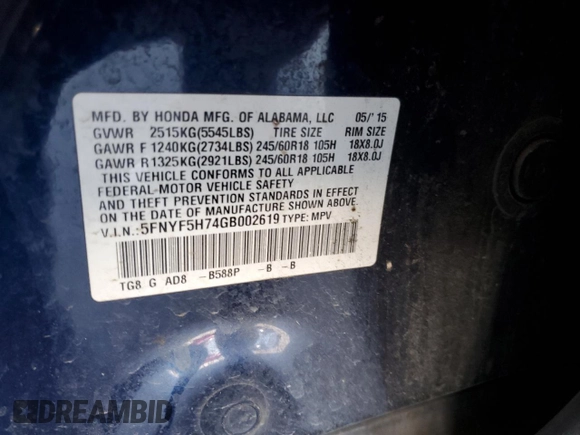 MFD. BY HONDA MFG. OF ALABAMA, LLC 05/'15
GVWR 2515KG(5545LBS) TIRE SIZE RIM SIZE
GAWR F 1240KG(2734LBS) 245/60R18 105H 18X8.0J
GAWR R 1325KG(2921LBS) 245/60R18 105H 18X8.0J
THIS VEHICLE CONFORMS TO ALL APPLICABLE
FEDERAL-MOTOR VEHICLE SAFETY
AND THEFT PREVENTION STANDARDS IN EFFECT
ON THE DATE OF MANUFACTURE SHOWN ABOVE.
V.I.N.: 5FNYF5H74GB002619 TYPE: MPV
TG8 G AD8 -B588P -B -B
DREAMBID